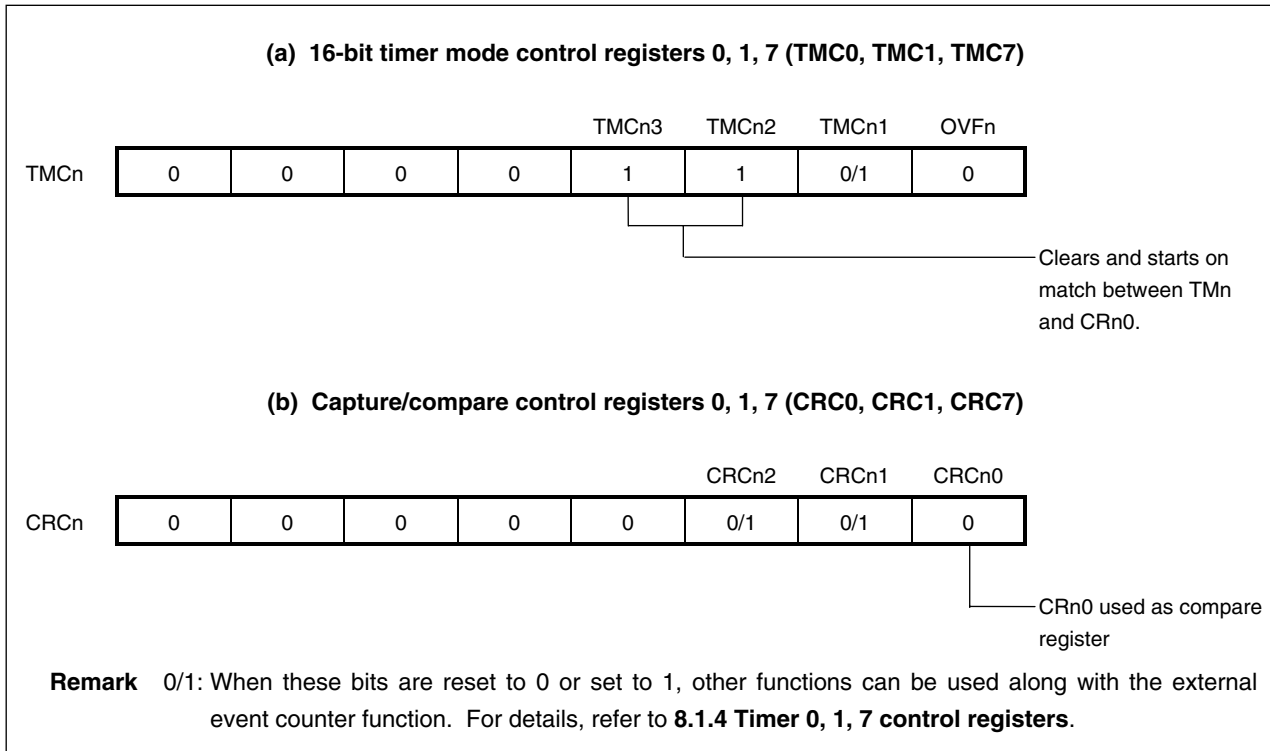 (a) 16-bit timer mode control registers 0, 1, 7 (TMC0, TMC1, TMC7)
TMCn3 TMCn2 TMCn1 OVFn
TMCn 0 0 0 0 1 1 0/1 0
Clears and starts on
match between TMn
and CRn0.
(b) Capture/compare control registers 0, 1, 7 (CRC0, CRC1, CRC7)
CRCn2 CRCn1 CRCn0
CRCn 0 0 0 0 0 0/1 0/1 0
CRn0 used as compare
register
Remark 0/1: When these bits are reset to 0 or set to 1, other functions can be used along with the external
event counter function. For details, refer to 8.1.4 Timer 0, 1, 7 control registers.